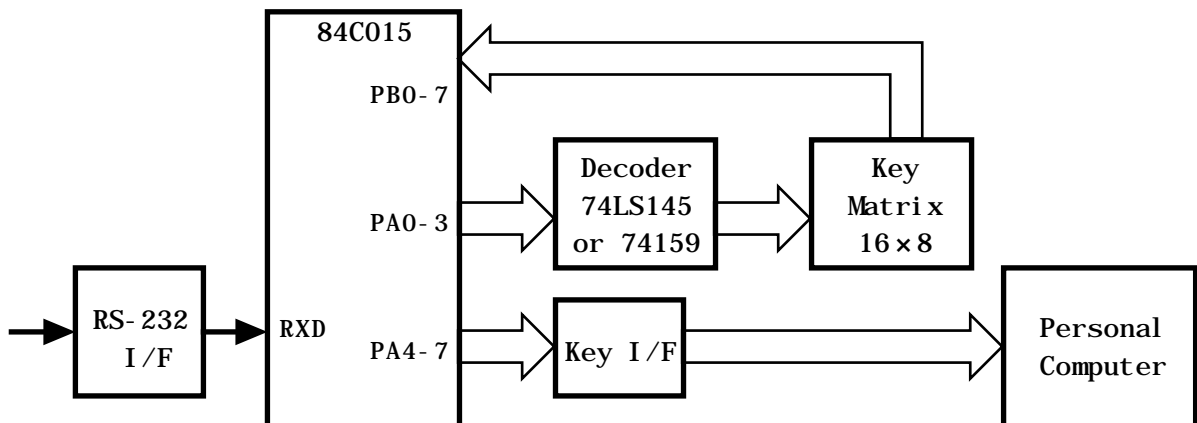 84C015
PB0-7
Decoder
74LS145
or 74159
Key
Matrix
16×8
PA0-3
RS-232
I/F
RXD
PA4-7
Key I/F
Personal
Computer